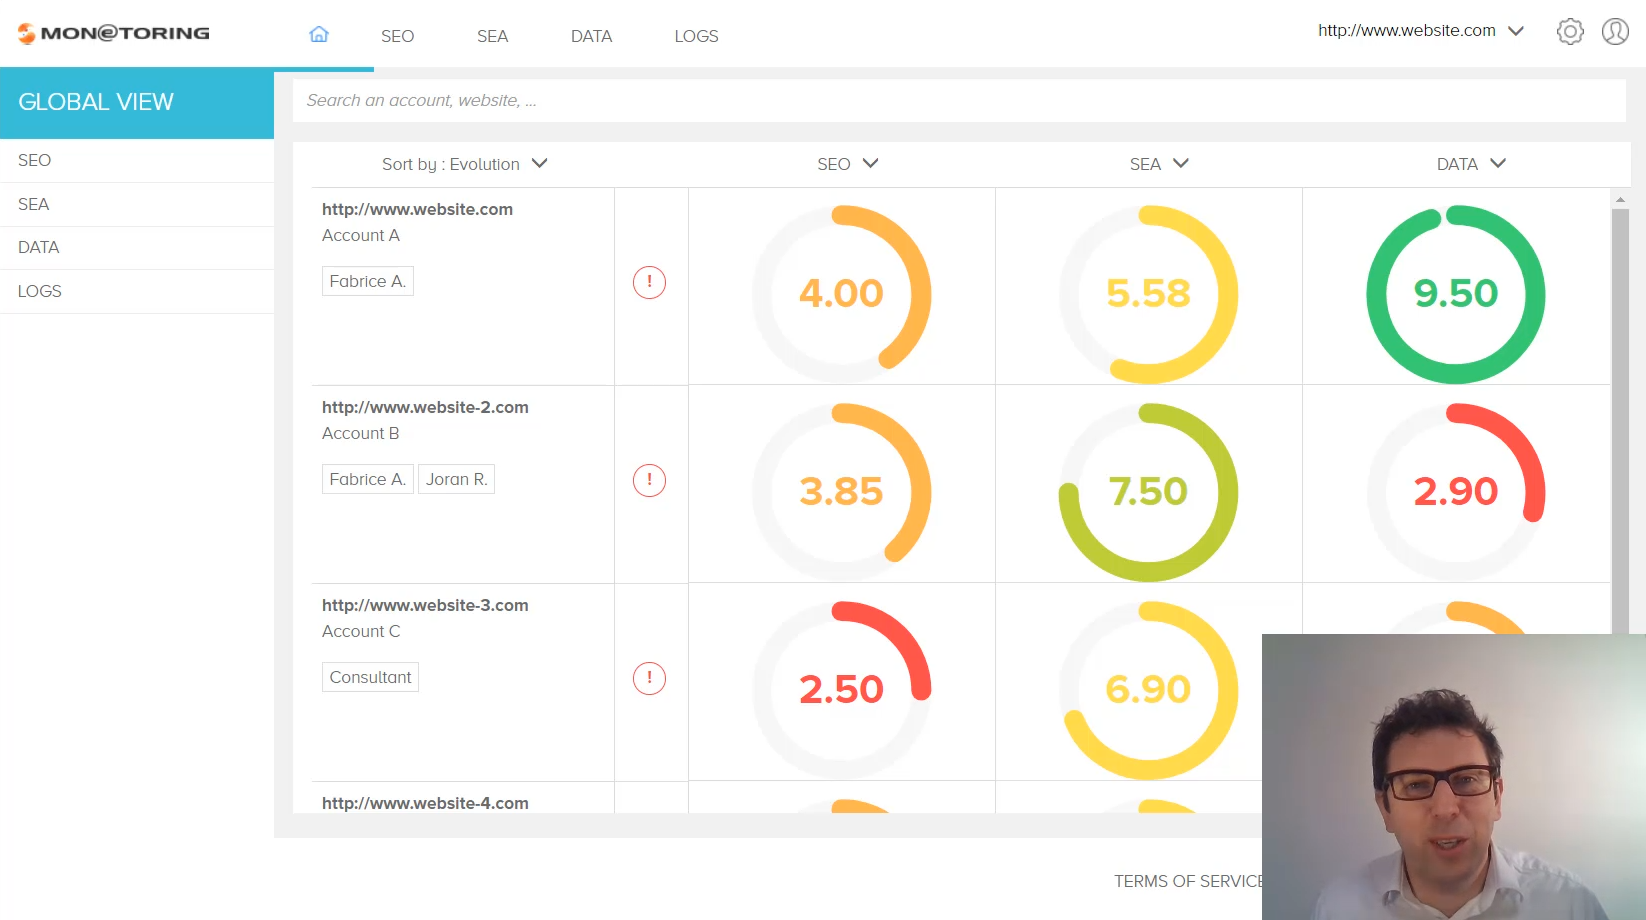 MON@TORING
SEO
SEA
DATA
LOGS
http://www.website.com
GLOBAL VIEW
SEO
SEA
DATA
LOGS
Search an account, website, ...
Sort by : Evolution
SEO
SEA
DATA
http://www.website.com
Account A
Fabrice A.
!
4.00
5.58
9.50
http://www.website-2.com
Account B
Fabrice A.
Joran R.
!
3.85
7.50
2.90
http://www.website-3.com
Account C
Consultant
!
2.50
6.90
http://www.website-4.com
TERMS OF SERVICE